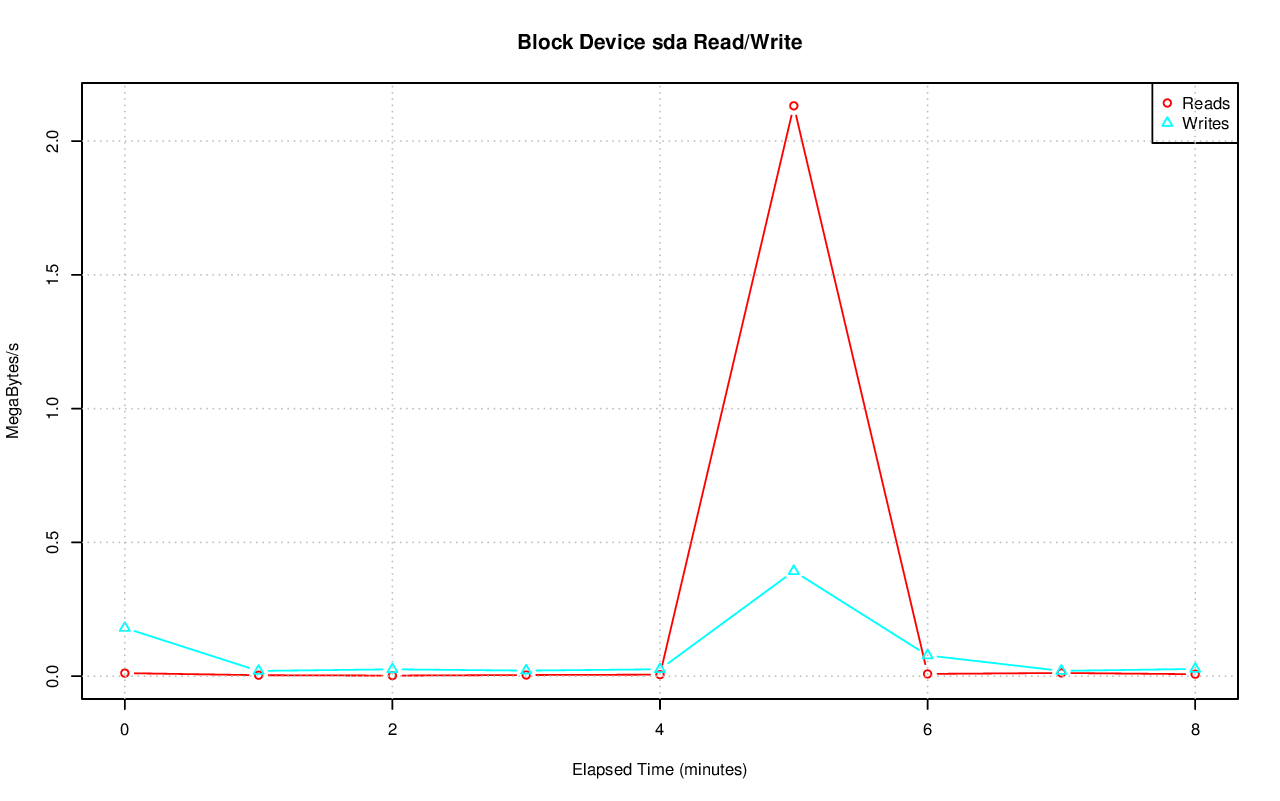 Block Device sda Read/Write
Reads
Writes
MegaBytes/s
2.0
1.5
1.0
0.5
0.0
0 2 4 6 8
Elapsed Time (minutes)